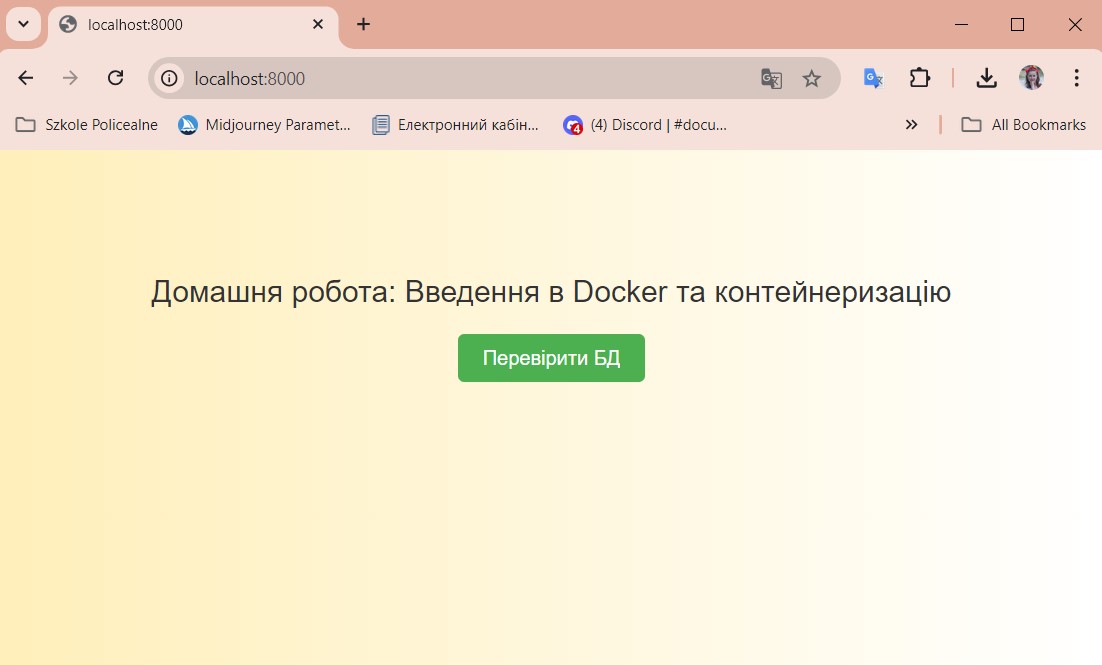 localhost:8000
localhost:8000
Szkole Policealne
Midjourney Paramet...
Електронний кабін...
4
(4) Discord | #docu...
All Bookmarks
Домашня робота: Введення в Docker та контейнеризацію
Перевірити БД